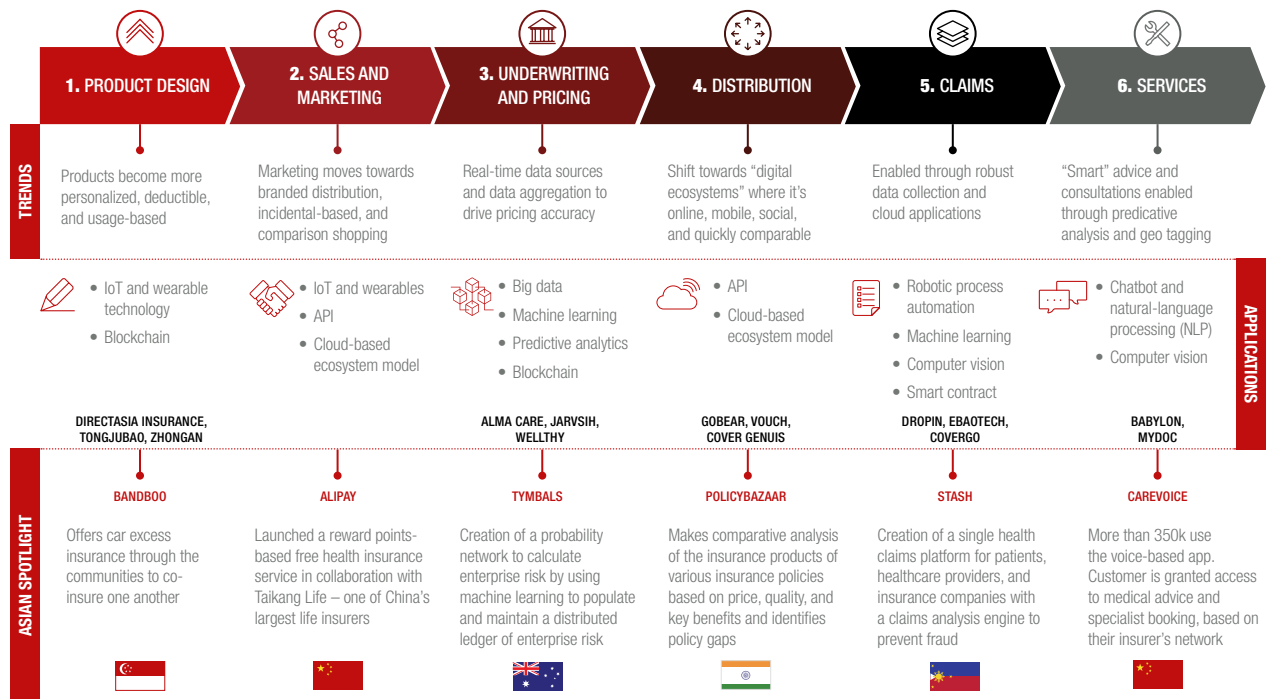 1. PRODUCT DESIGN
2. SALES AND
MARKETING
3. UNDERWRITING
AND PRICING
4. DISTRIBUTION
5. CLAIMS
6. SERVICES
TRENDS
Products become more
personalized, deductible,
and usage-based
Marketing moves towards
branded distribution,
incidental-based, and
comparison shopping
Real-time data sources
and data aggregation to
drive pricing accuracy
Shift towards “digital
ecosystems” where it’s
online, mobile, social,
and quickly comparable
Enabled through robust
data collection and
cloud applications
“Smart” advice and
consultations enabled
through predicative
analysis and geo tagging
APPLICATIONS
• IoT and wearable
technology
• Blockchain
• IoT and wearables
• API
• Cloud-based
ecosystem model
• Big data
• Machine learning
• Predictive analytics
• Blockchain
• API
• Cloud-based
ecosystem model
• Robotic process
automation
• Machine learning
• Computer vision
• Smart contract
• Chatbot and
natural-language
processing (NLP)
• Computer vision
DIRECTASIA INSURANCE,
TONGJUBAO, ZHONGAN
ALMA CARE, JARVSIH,
WELLTHY
GOBEAR, VOUCH,
COVER GENUIS
DROPIN, EBAOTECH,
COVERGO
BABYLON,
MYDOC
ASIAN SPOTLIGHT
BANDBOO
Offers car excess
insurance through the
communities to co-
insure one another
ALIPAY
Launched a reward points-
based free health insurance
service in collaboration with
Taikang Life – one of China’s
largest life insurers
TYMBALS
Creation of a probability
network to calculate
enterprise risk by using
machine learning to populate
and maintain a distributed
ledger of enterprise risk
POLICYBAZAAR
Makes comparative analysis
of the insurance products of
various insurance policies
based on price, quality, and
key benefits and identifies
policy gaps
STASH
Creation of a single health
claims platform for patients,
healthcare providers, and
insurance companies with
a claims analysis engine to
prevent fraud
CAREVOICE
More than 350k use
the voice-based app.
Customer is granted access
to medical advice and
specialist booking, based on
their insurer’s network